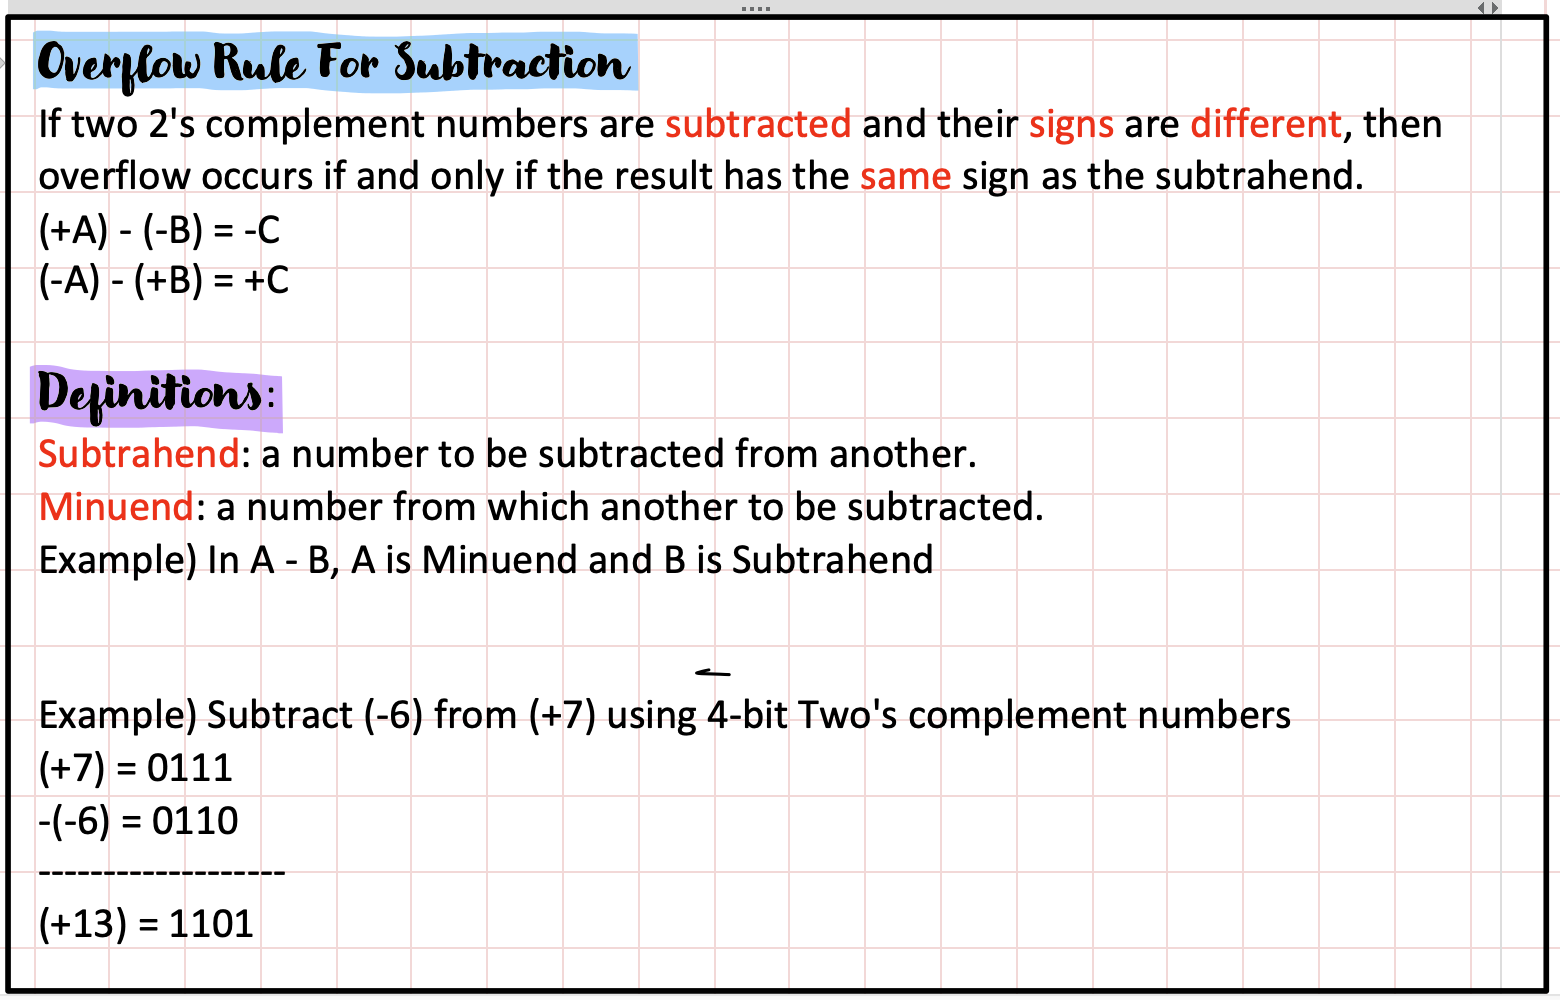 Overflow Rule For Subtraction
If two 2's complement numbers are subtracted and their signs are different, then
overflow occurs if and only if the result has the same sign as the subtrahend.
(+A) - (-B) = -C
(-A) - (+B) = +C
Definitions:
Subtrahend: a number to be subtracted from another.
Minuend: a number from which another to be subtracted.
Example) In A - B, A is Minuend and B is Subtrahend
Example) Subtract (-6) from (+7) using 4-bit Two's complement numbers
(+7) = 0111
-(-6) = 0110
-------------------
(+13) = 1101